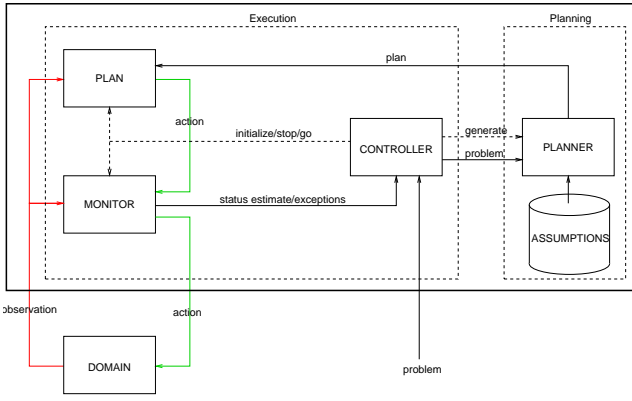 Execution
Planning
PLAN
plan
action
initialize/stop/go
generate
CONTROLLER
problem
PLANNER
MONITOR
status estimate/exceptions
ASSUMPTIONS
observation
action
DOMAIN
problem